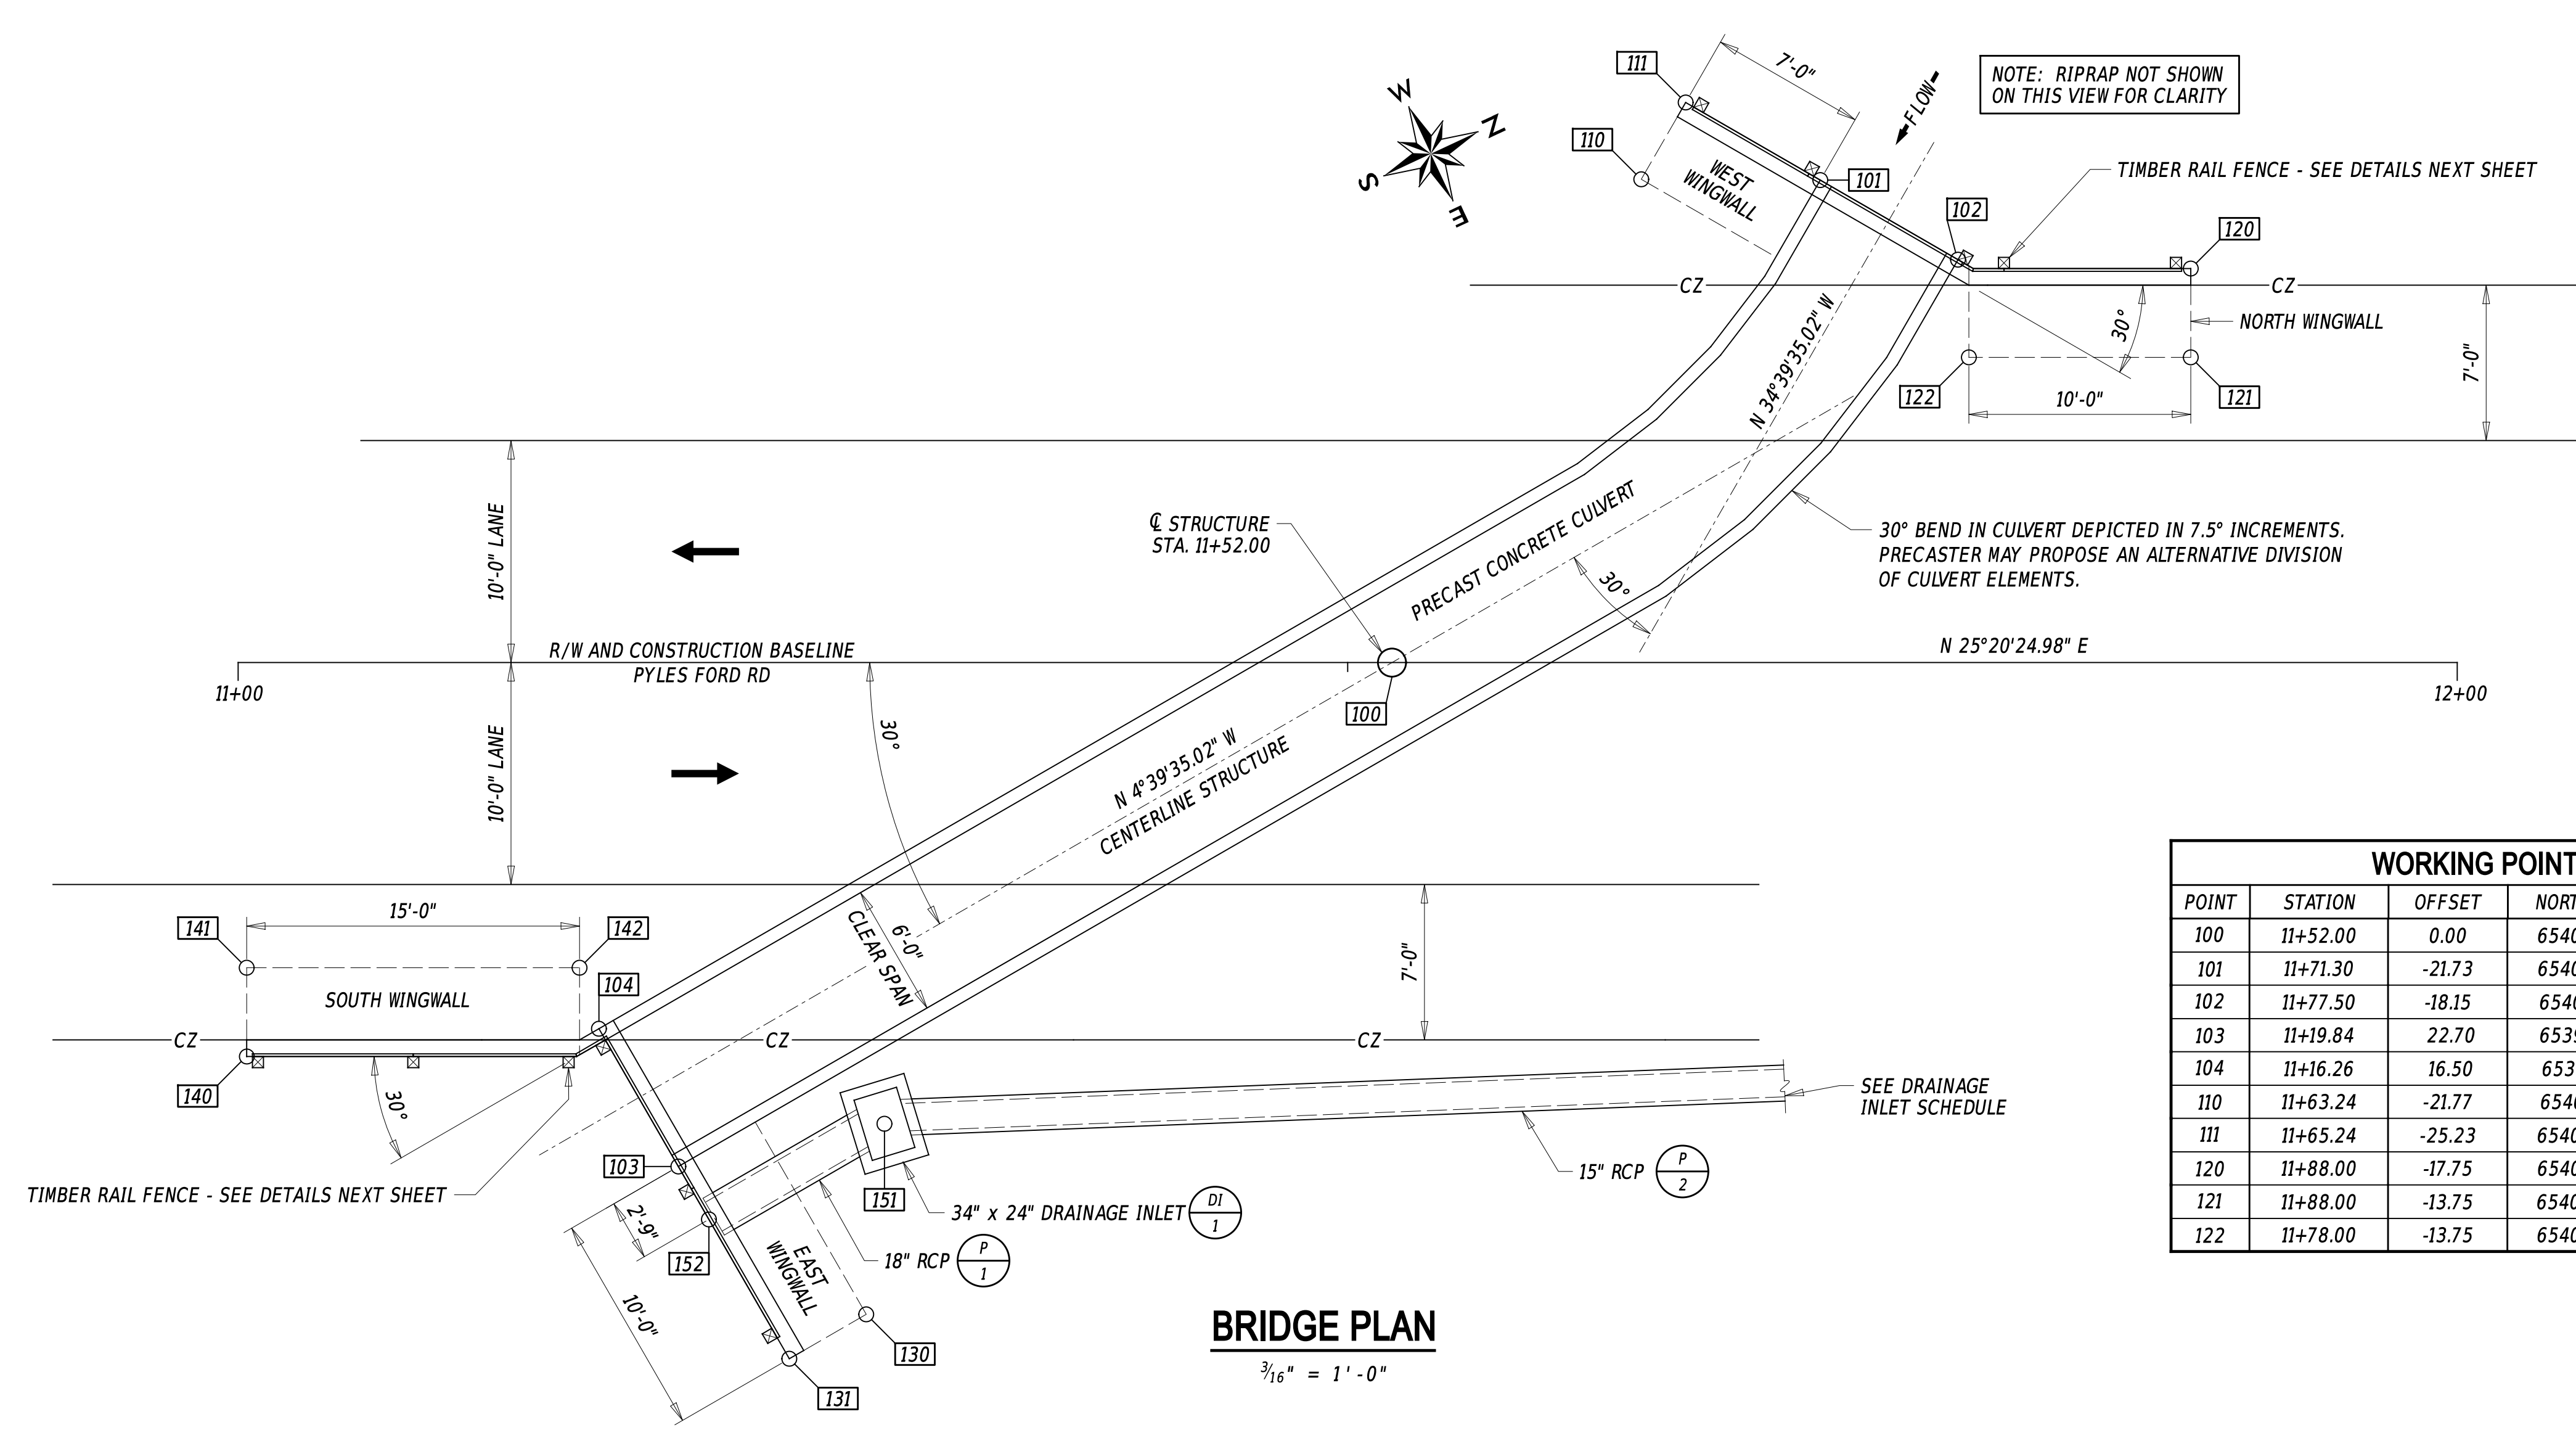 111
7'-0"
FLOW
NOTE: RIPRAP NOT SHOWN
ON THIS VIEW FOR CLARITY
W
N
S
E
110
WEST
WINGWALL
101
102
TIMBER RAIL FENCE - SEE DETAILS NEXT SHEET
120
CZ
CZ
30°
NORTH WINGWALL
N 34°39'35.02" W
7'-0"
122
10'-0"
121
10'-0" LANE
℄ STRUCTURE
STA. 11+52.00
PRECAST CONCRETE CULVERT
30° BEND IN CULVERT DEPICTED IN 7.5° INCREMENTS.
PRECASTER MAY PROPOSE AN ALTERNATIVE DIVISION
OF CULVERT ELEMENTS.
30°
R/W AND CONSTRUCTION BASELINE
PYLES FORD RD
N 25°20'24.98" E
11+00
12+00
100
30°
10'-0" LANE
N 4°39'35.02" W
CENTERLINE STRUCTURE
15'-0"
141
142
6'-0"
CLEAR SPAN
7'-0"
104
SOUTH WINGWALL
CZ
CZ
CZ
140
30°
SEE DRAINAGE
INLET SCHEDULE
103
TIMBER RAIL FENCE - SEE DETAILS NEXT SHEET
151
15" RCP
P
2
2'-9"
34" x 24" DRAINAGE INLET
DI
1
152
EAST
WINGWALL
18" RCP
P
1
10'-0"
130
131
BRIDGE PLAN
3/16" = 1'-0"
WORKING POINT
POINT STATION OFFSET NORT
100 11+52.00 0.00 6540
101 11+71.30 -21.73 6540
102 11+77.50 -18.15 6540
103 11+19.84 22.70 6539
104 11+16.26 16.50 653
110 11+63.24 -21.77 6540
111 11+65.24 -25.23 6540
120 11+88.00 -17.75 6540
121 11+88.00 -13.75 6540
122 11+78.00 -13.75 6540